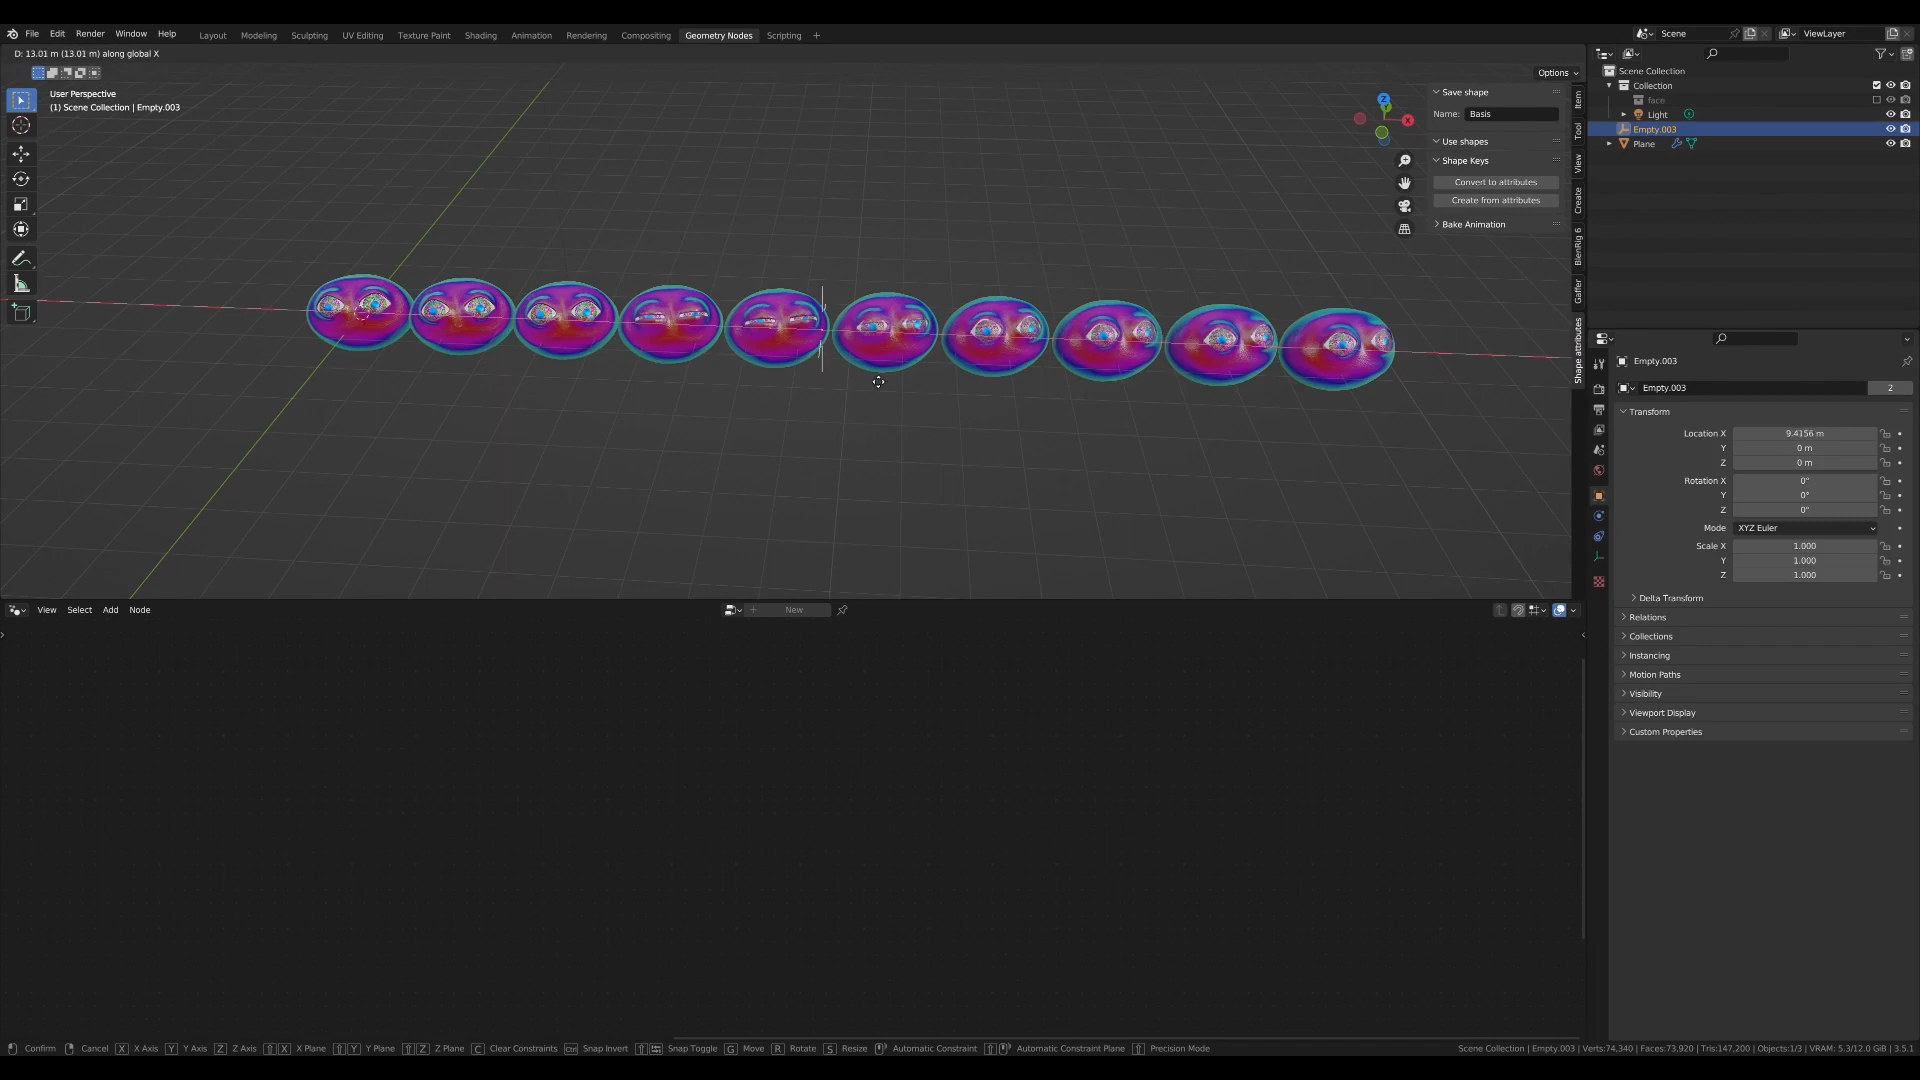 File Edit Render Window Help Layout Modeling Sculpting UV Editing Texture Paint Shading Animation Rendering Compositing Geometry Nodes Scripting + Scene ViewLayer
D: 13.01 m (13.01 m) along global X
Options
User Perspective
(1) Scene Collection | Empty.003
Save shape
Name: Basis
Use shapes
Shape Keys
Convert to attributes
Create from attributes
Bake Animation
Item
Tool
View
Create
BlenRig 6
Gaffer
Shape attributes
Z
Y
X
Scene Collection
Collection
face
Light
Empty.003
Plane
Empty.003
Empty.003 2
Transform
Location X 9.4156 m
Y 0 m
Z 0 m
Rotation X 0°
Y 0°
Z 0°
Mode XYZ Euler
Scale X 1.000
Y 1.000
Z 1.000
Delta Transform
Relations
Collections
Instancing
Motion Paths
Visibility
Viewport Display
Custom Properties
View Select Add Node + New
Confirm Cancel X X Axis Y Y Axis Z Z Axis X X Plane Y Y Plane Z Z Plane C Clear Constraints Ctrl Snap Invert Snap Toggle G Move R Rotate S Resize Automatic Constraint Automatic Constraint Plane Precision Mode Scene Collection | Empty.003 | Verts:74,340 | Faces:73,920 | Tris:147,200 | Objects:1/3 | VRAM: 5.3/12.0 GiB | 3.5.1